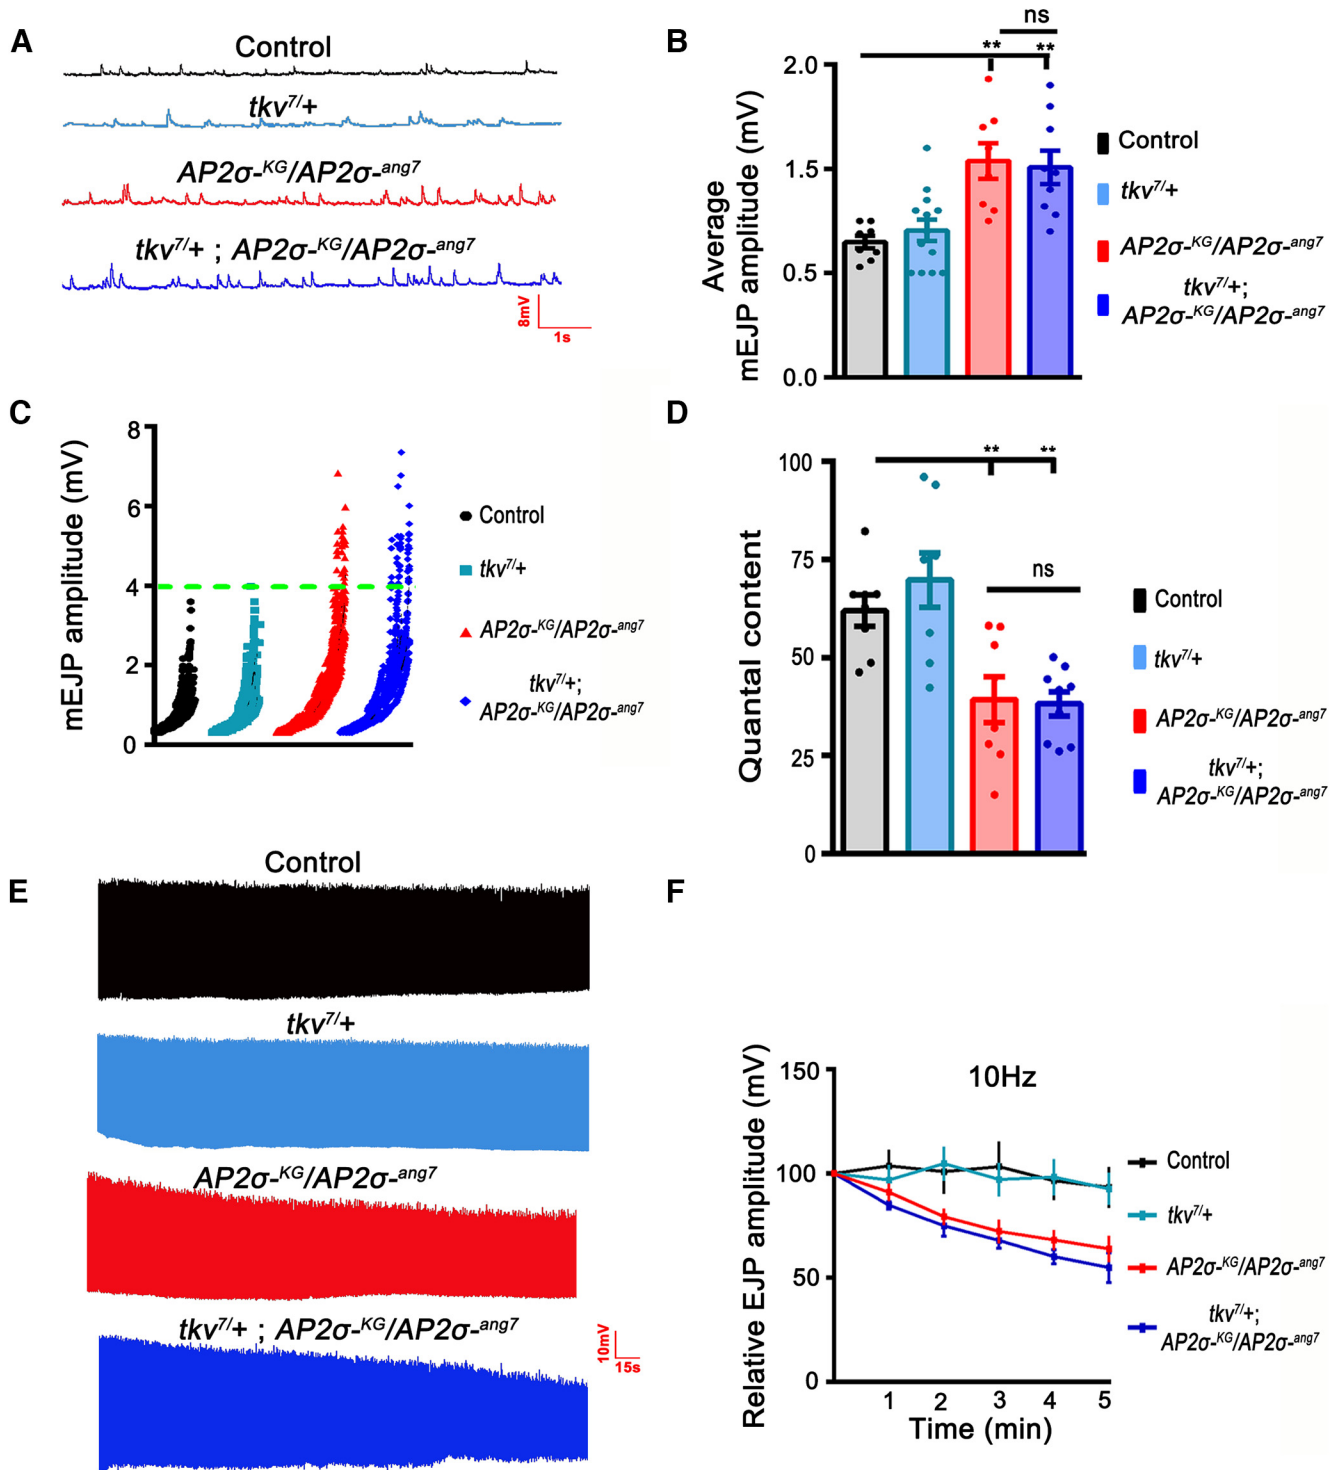 A
Control
tkv7/+
AP2σ-KG/AP2σ-ang7
tkv7/+ ; AP2σ-KG/AP2σ-ang7
8mV
1s
B
ns
** **
2.0
1.5
0.5
0.0
Average
mEJP amplitude (mV)
Control
tkv7/+
AP2σ-KG/AP2σ-ang7
tkv7/+;
AP2σ-KG/AP2σ-ang7
C
8
6
4
2
0
mEJP amplitude (mV)
Control
tkv7/+
AP2σ-KG/AP2σ-ang7
tkv7/+;
AP2σ-KG/AP2σ-ang7
D
** **
ns
100
75
50
25
0
Quantal content
Control
tkv7/+
AP2σ-KG/AP2σ-ang7
tkv7/+;
AP2σ-KG/AP2σ-ang7
E
Control
tkv7/+
AP2σ-KG/AP2σ-ang7
tkv7/+ ; AP2σ-KG/AP2σ-ang7
10mV
15s
F
10Hz
150
100
50
0
Relative EJP amplitude (mV)
1 2 3 4 5
Time (min)
Control
tkv7/+
AP2σ-KG/AP2σ-ang7
tkv7/+;
AP2σ-KG/AP2σ-ang7